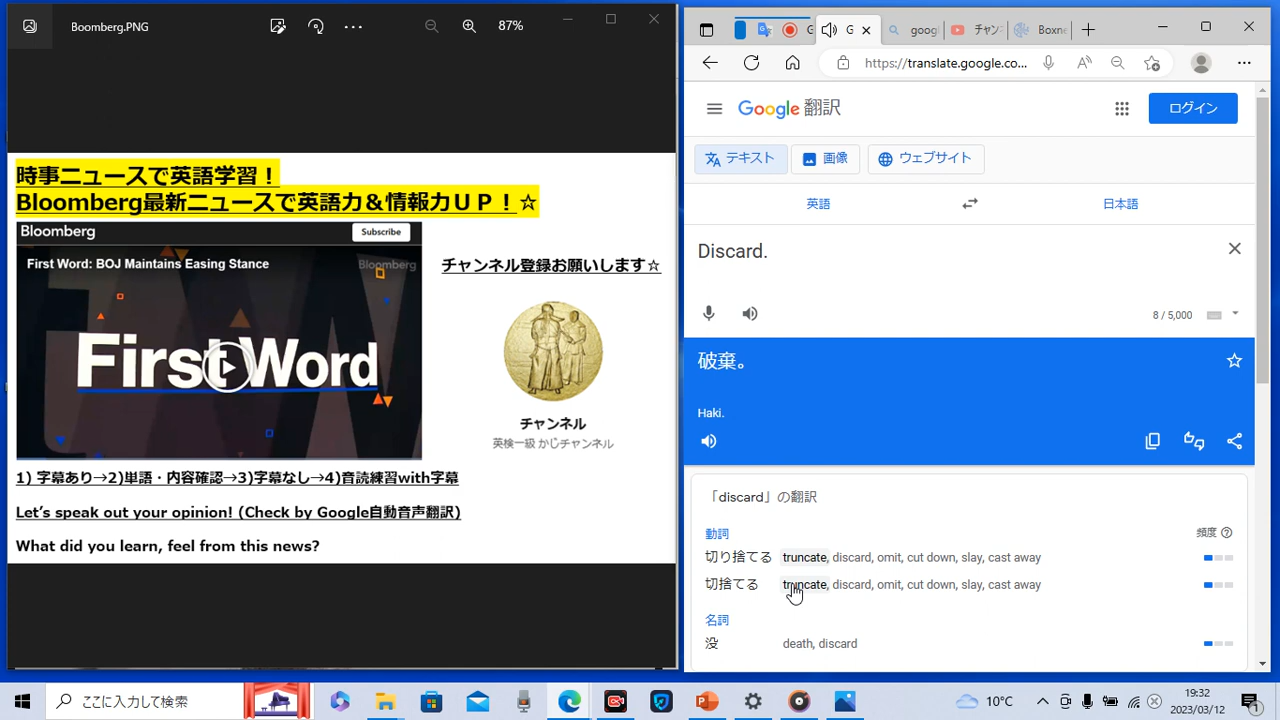 Boomberg.PNG
87%
時事ニュースで英語学習！
Bloomberg最新ニュースで英語力＆情報力ＵＰ！☆
Bloomberg
Subscribe
First Word: BOJ Maintains Easing Stance
Bloomberg
First Word
チャンネル登録お願いします☆
チャンネル
英検一級 かじチャンネル
1) 字幕あり→2)単語・内容確認→3)字幕なし→4)音読練習with字幕
Let's speak out your opinion! (Check by Google自動音声翻訳)
What did you learn, feel from this news?
G
G
googl
チャン
Boxne
https://translate.google.co...
Google 翻訳
ログイン
テキスト
画像
ウェブサイト
英語
日本語
Discard.
8 / 5,000
破棄。
Haki.
「discard」の翻訳
動詞
頻度
切り捨てる truncate, discard, omit, cut down, slay, cast away
切捨てる truncate, discard, omit, cut down, slay, cast away
名詞
没 death, discard
ここに入力して検索
10°C
19:32
2023/03/12
1